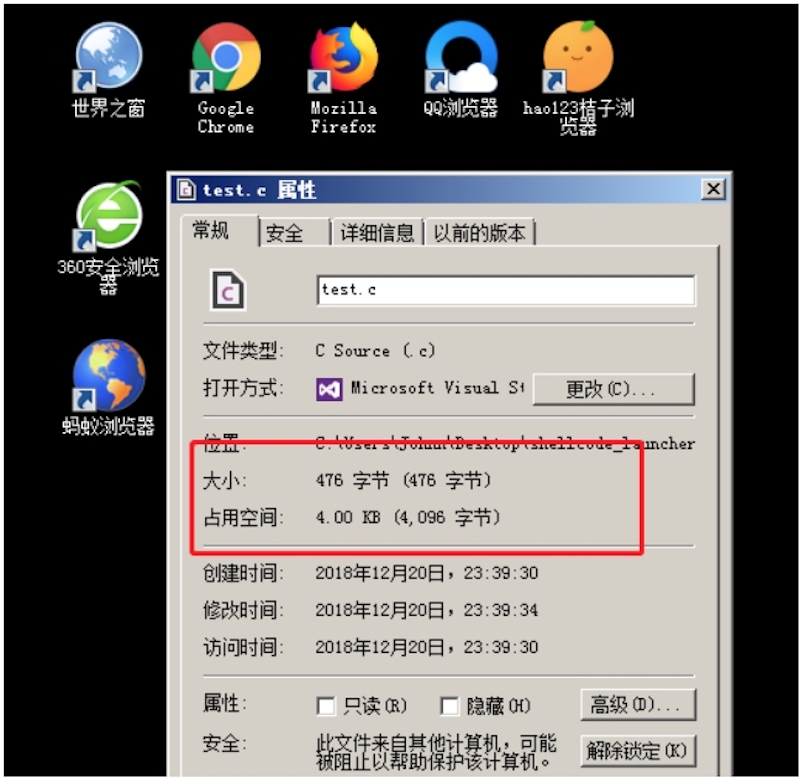 世界之窗
Google
Chrome
Mozilla
Firefox
QQ浏览器
hao123桔子浏
览器
360安全浏览
器
蚂蚁浏览器
test.c 属性
常规
安全
详细信息
以前的版本
test.c
文件类型:
C Source (.c)
打开方式:
Microsoft Visual St
更改(C)...
位置:
C:\Users\Johnn\Desktop\shellcode_launcher
大小:
476 字节 (476 字节)
占用空间:
4.00 KB (4,096 字节)
创建时间:
2018年12月20日，23:39:30
修改时间:
2018年12月20日，23:39:34
访问时间:
2018年12月20日，23:39:30
属性:
只读(R)
隐藏(H)
高级(D)...
安全:
此文件来自其他计算机，可能
被阻止以帮助保护该计算机。
解除锁定(K)